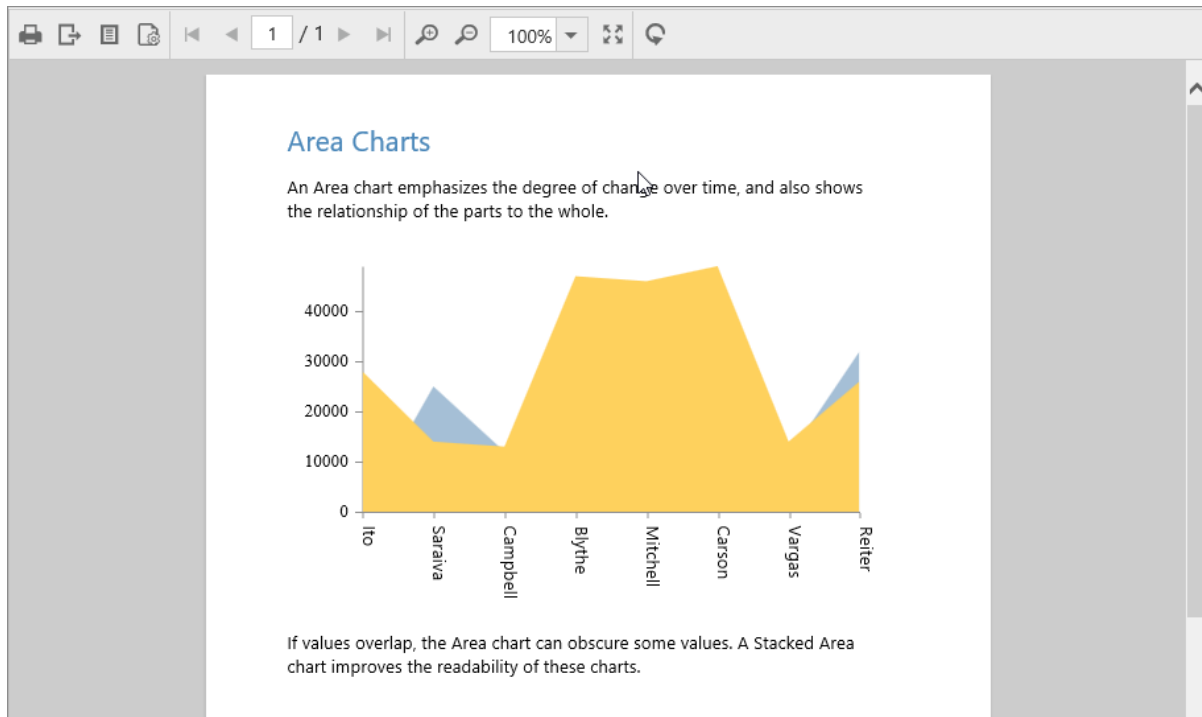 1 / 1
100%
Area Charts
An Area chart emphasizes the degree of change over time, and also shows
the relationship of the parts to the whole.
40000
30000
20000
10000
0
Ito
Saraiva
Campbell
Blythe
Mitchell
Carson
Vargas
Reiter
If values overlap, the Area chart can obscure some values. A Stacked Area
chart improves the readability of these charts.